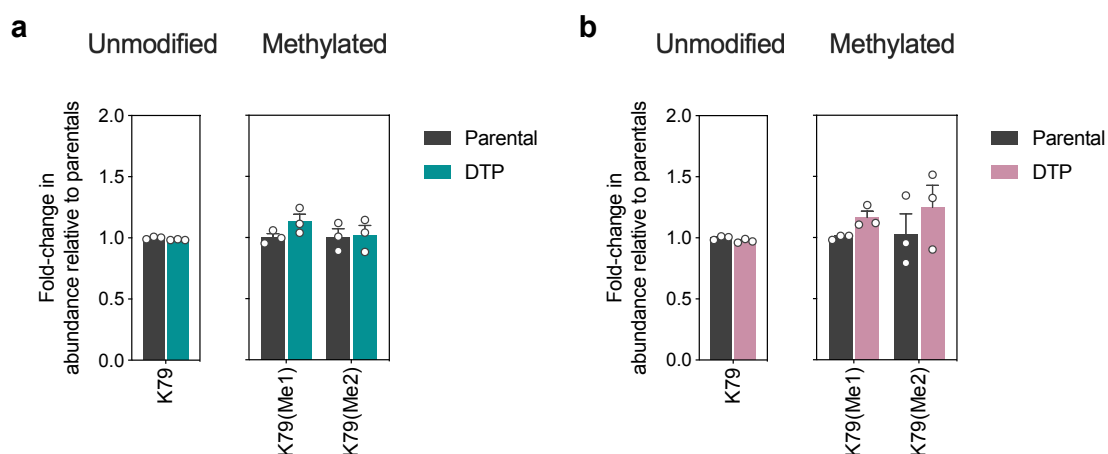 a
Unmodified
Methylated
Fold-change in
abundance relative to parentals
2.0
1.5
1.0
0.5
0.0
K79
K79(Me1)
K79(Me2)
Parental
DTP
b
Unmodified
Methylated
Fold-change in
abundance relative to parentals
2.0
1.5
1.0
0.5
0.0
K79
K79(Me1)
K79(Me2)
Parental
DTP